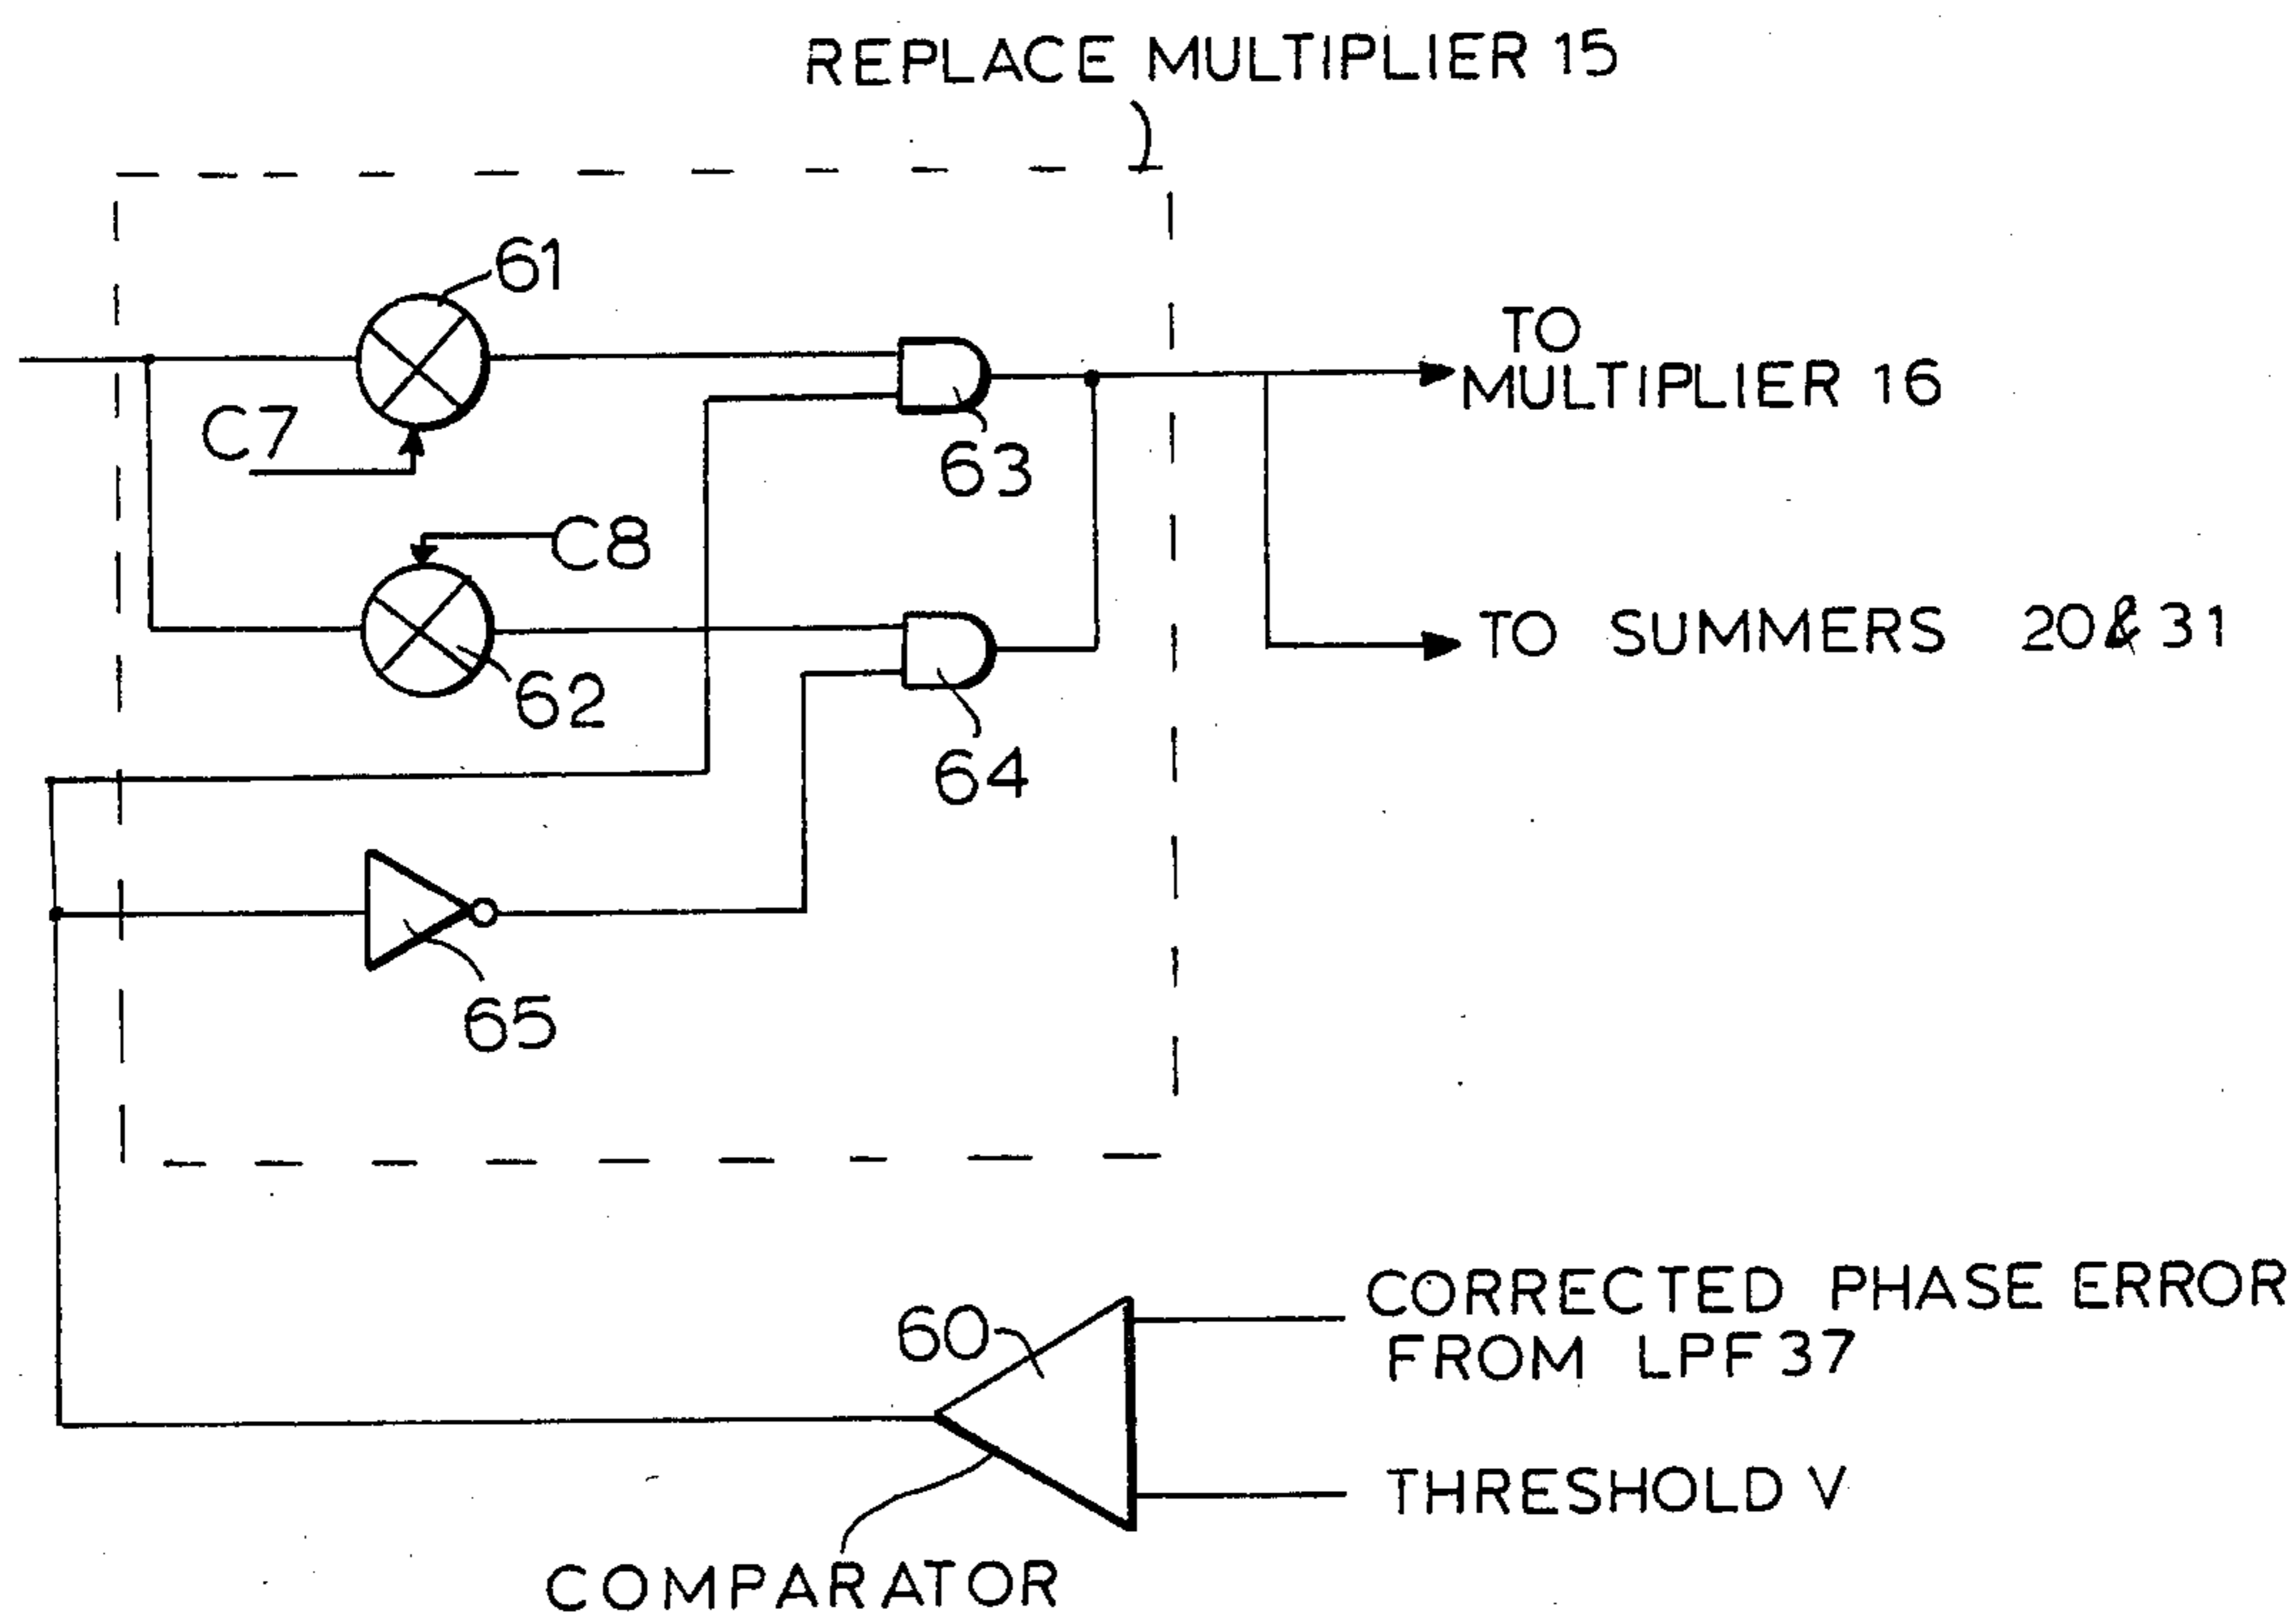 REPLACE MULTIPLIER 15
61
TO
MULTIPLIER 16
C7
63
C8
TO SUMMERS 20 & 31
62
64
65
CORRECTED PHASE ERROR
FROM LPF 37
60
THRESHOLD V
COMPARATOR